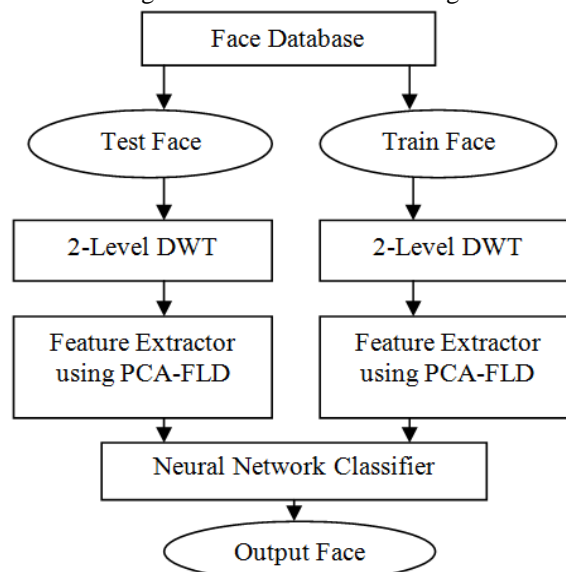 Face Database
Test Face
Train Face
2-Level DWT
2-Level DWT
Feature Extractor
using PCA-FLD
Feature Extractor
using PCA-FLD
Neural Network Classifier
Output Face